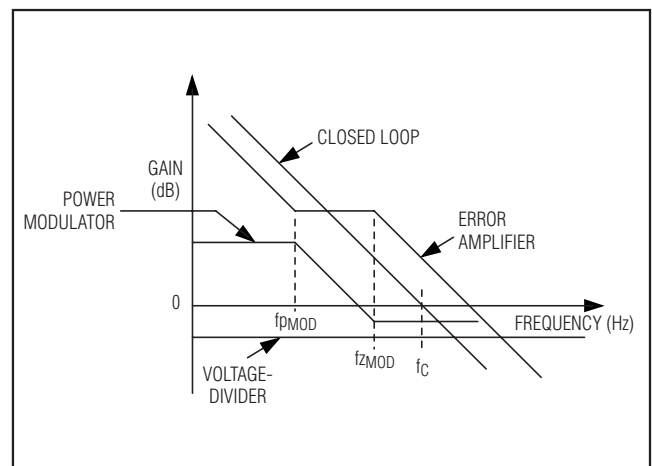 CLOSED LOOP
GAIN
(dB)
POWER
MODULATOR
ERROR
AMPLIFIER
0
fpMOD
FREQUENCY (Hz)
fzMOD
fC
VOLTAGE-
DIVIDER